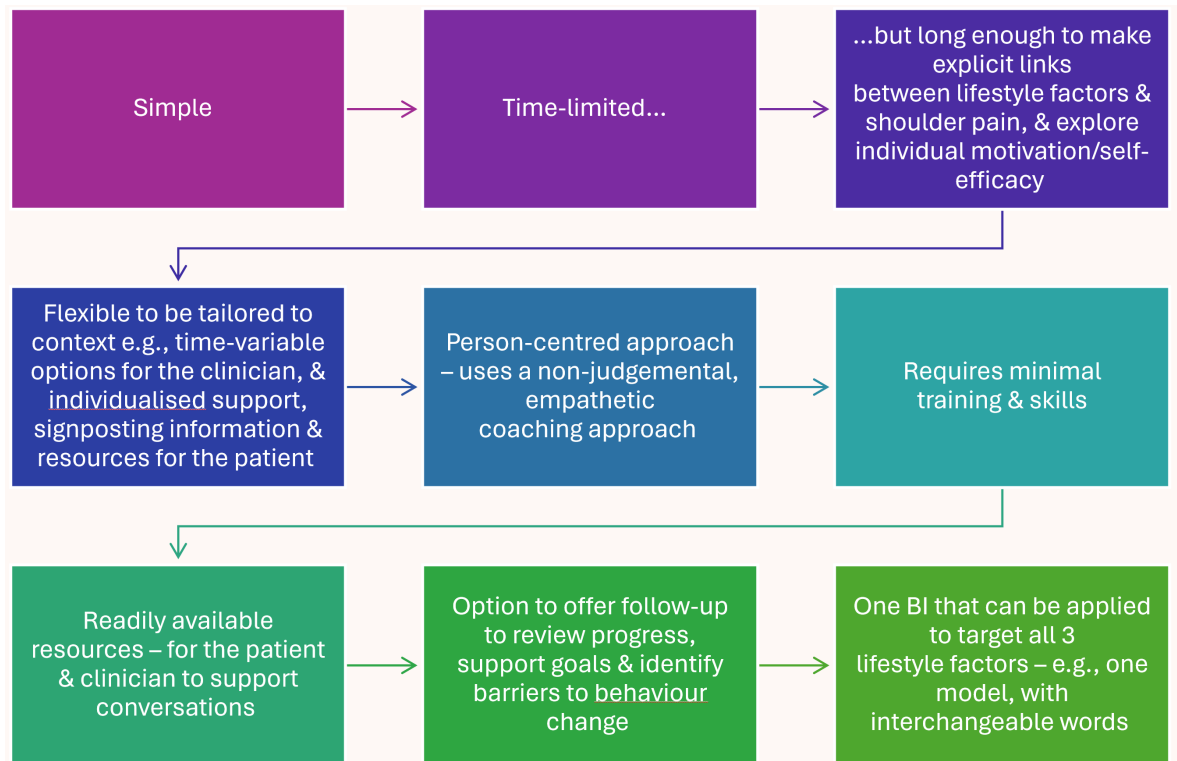 Simple
Time-limited...
...but long enough to make
explicit links
between lifestyle factors &
shoulder pain, & explore
individual motivation/self-
efficacy
Flexible to be tailored to
context e.g., time-variable
options for the clinician, &
individualised support,
signposting information &
resources for the patient
Person-centred approach
– uses a non-judgemental,
empathetic
coaching approach
Requires minimal
training & skills
Readily available
resources – for the patient
& clinician to support
conversations
Option to offer follow-up
to review progress,
support goals & identify
barriers to behaviour
change
One BI that can be applied
to target all 3
lifestyle factors – e.g., one
model, with
interchangeable words